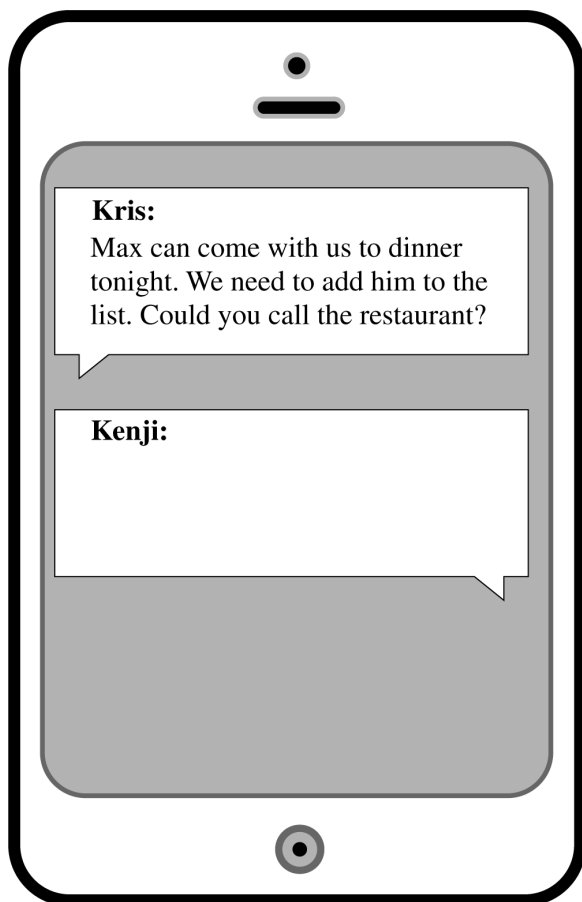 Kris:
Max can come with us to dinner
tonight. We need to add him to the
list. Could you call the restaurant?
Kenji: